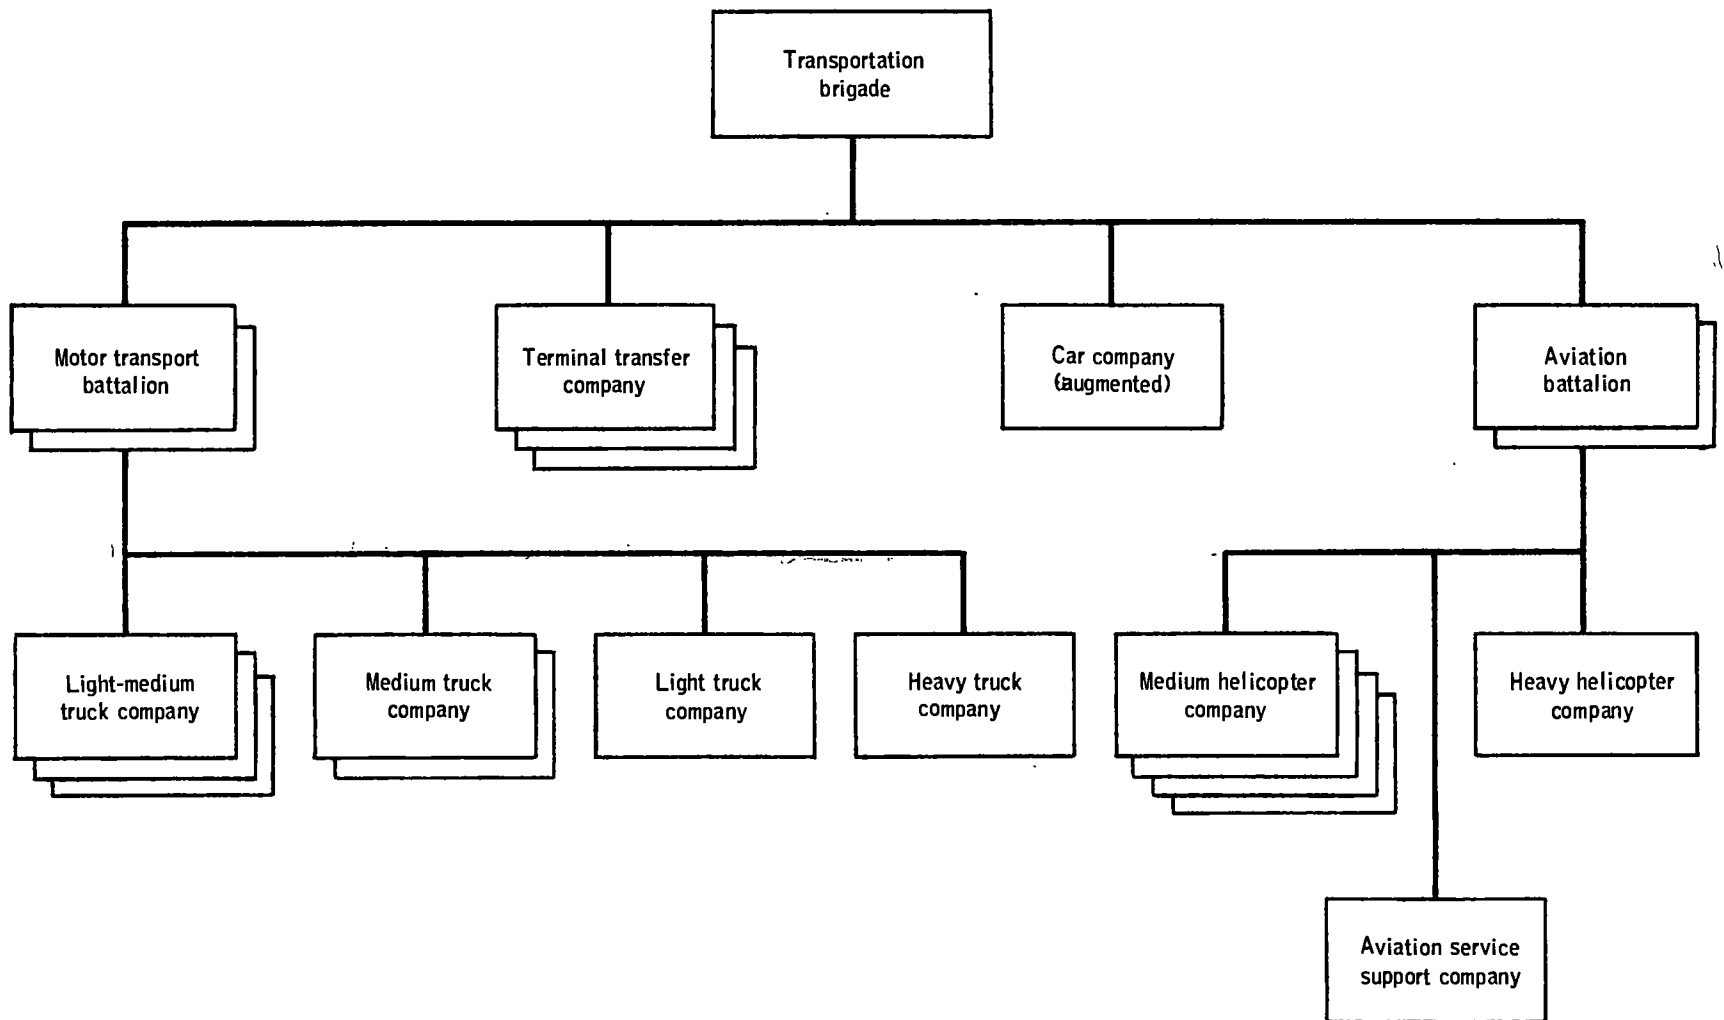 Transportation
brigade
Motor transport
battalion
Terminal transfer
company
Car company
(augmented)
Aviation
battalion
Light-medium
truck company
Medium truck
company
Light truck
company
Heavy truck
company
Medium helicopter
company
Heavy helicopter
company
Aviation service
support company